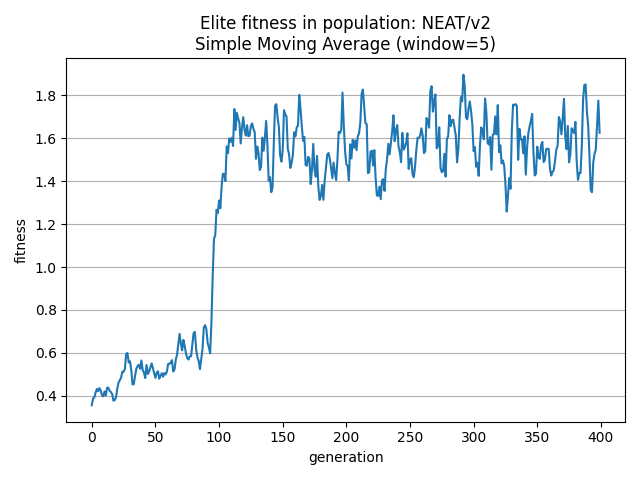 Elite fitness in population: NEAT/v2
Simple Moving Average (window=5)
fitness
1.8
1.6
1.4
1.2
1.0
0.8
0.6
0.4
0 50 100 150 200 250 300 350 400
generation